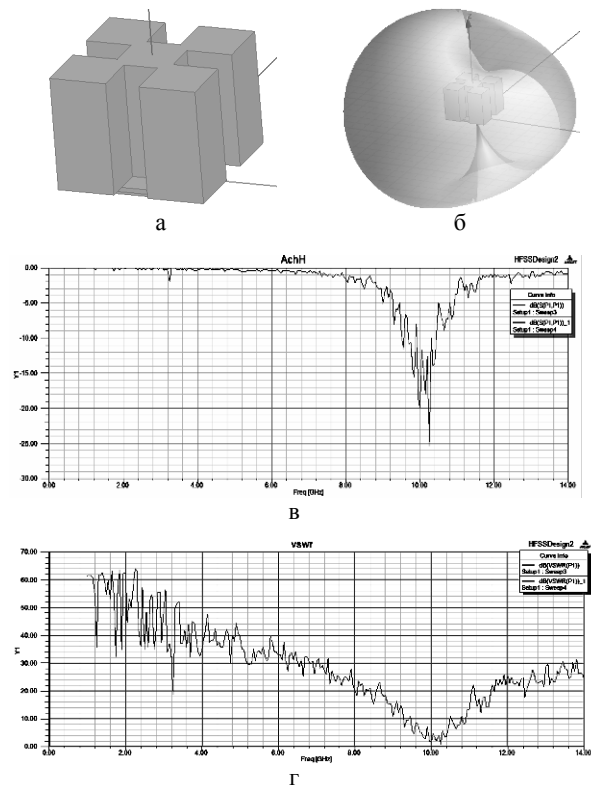 а
б
AchH
HFSSDesign2
0.00
-5.00
-10.00
-15.00
-20.00
-25.00
-30.00
Y1
Curve Info
dB(S(P1,P1))
Setup1 : Sweep3
dB(S(P1,P1))_1
Setup1 : Sweep4
0.00 2.00 4.00 6.00 8.00 10.00 12.00 14.00
Freq [GHz]
в
vswr
HFSSDesign2
70.00
60.00
50.00
40.00
30.00
20.00
10.00
0.00
Y1
Curve Info
dB(VSWR(P1))
Setup1 : Sweep3
dB(VSWR(P1))_1
Setup1 : Sweep4
0.00 2.00 4.00 6.00 8.00 10.00 12.00 14.00
Freq [GHz]
г